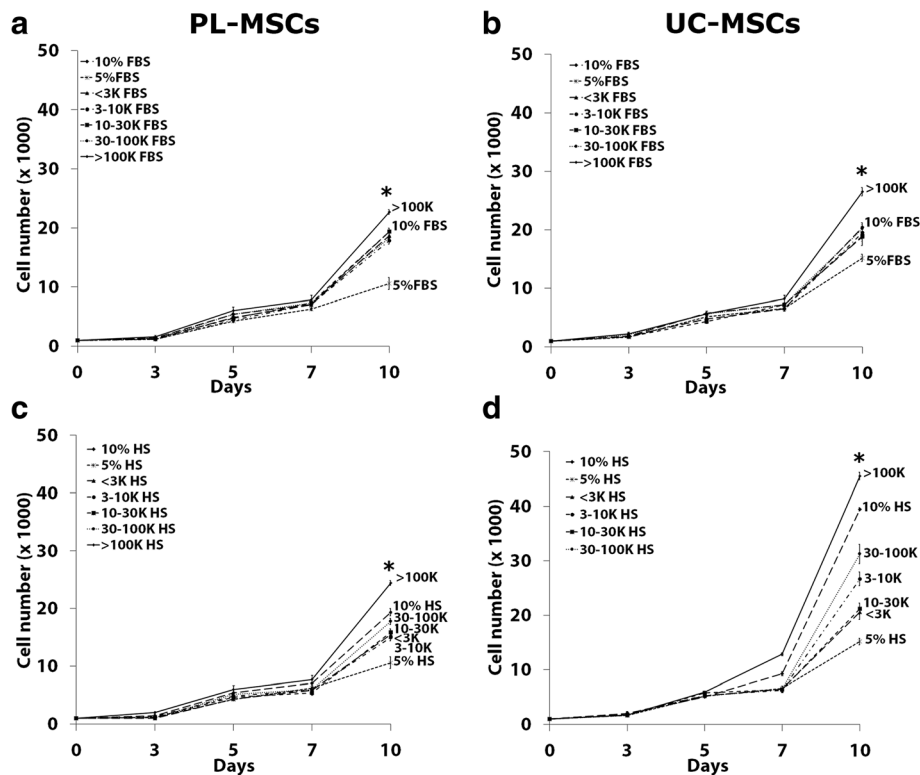 a
PL-MSCs
Cell number (x 1000)
50
40
30
20
10
0
10% FBS
5%FBS
<3K FBS
3-10K FBS
10-30K FBS
30-100K FBS
>100K FBS
*
>100K
10% FBS
5%FBS
0 3 5 7 10
Days
b
UC-MSCs
Cell number (x 1000)
50
40
30
20
10
0
10% FBS
5%FBS
<3K FBS
3-10K FBS
10-30K FBS
30-100K FBS
>100K FBS
*
>100K
10% FBS
5%FBS
0 3 5 7 10
Days
c
Cell number (x 1000)
50
40
30
20
10
0
10% HS
5% HS
<3K HS
3-10K HS
10-30K HS
30-100K HS
>100K HS
*
>100K
10% HS
30-100K
10-30K
<3K
3-10K
5% HS
0 3 5 7 10
Days
d
Cell number (x 1000)
50
40
30
20
10
0
10% HS
5% HS
<3K HS
3-10K HS
10-30K HS
30-100K HS
*
>100K
10% HS
30-100K
3-10K
10-30K
<3K
5% HS
0 3 5 7 10
Days